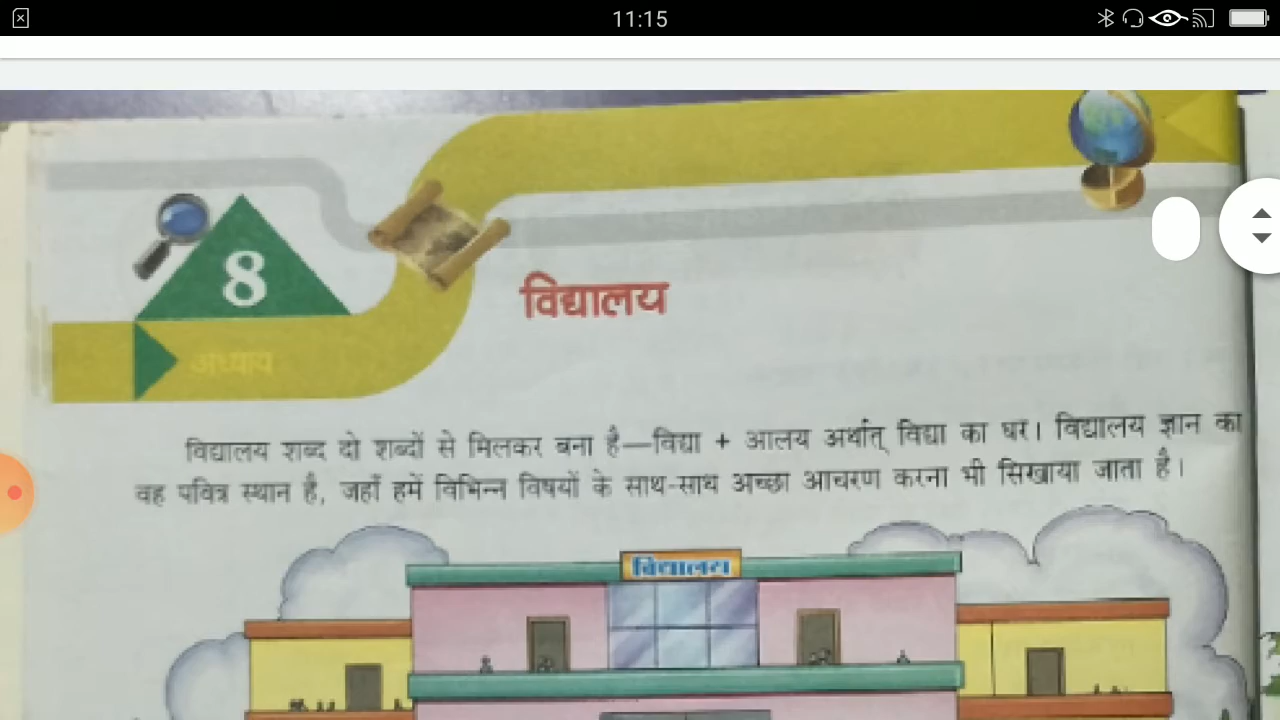 11:15
8
विद्यालय
अध्याय
विद्यालय शब्द दो शब्दों से मिलकर बना है—विद्या + आलय अर्थात् विद्या का घर। विद्यालय ज्ञान का
वह पवित्र स्थान है, जहाँ हमें विभिन्न विषयों के साथ-साथ अच्छा आचरण करना भी सिखाया जाता है।
विद्यालय